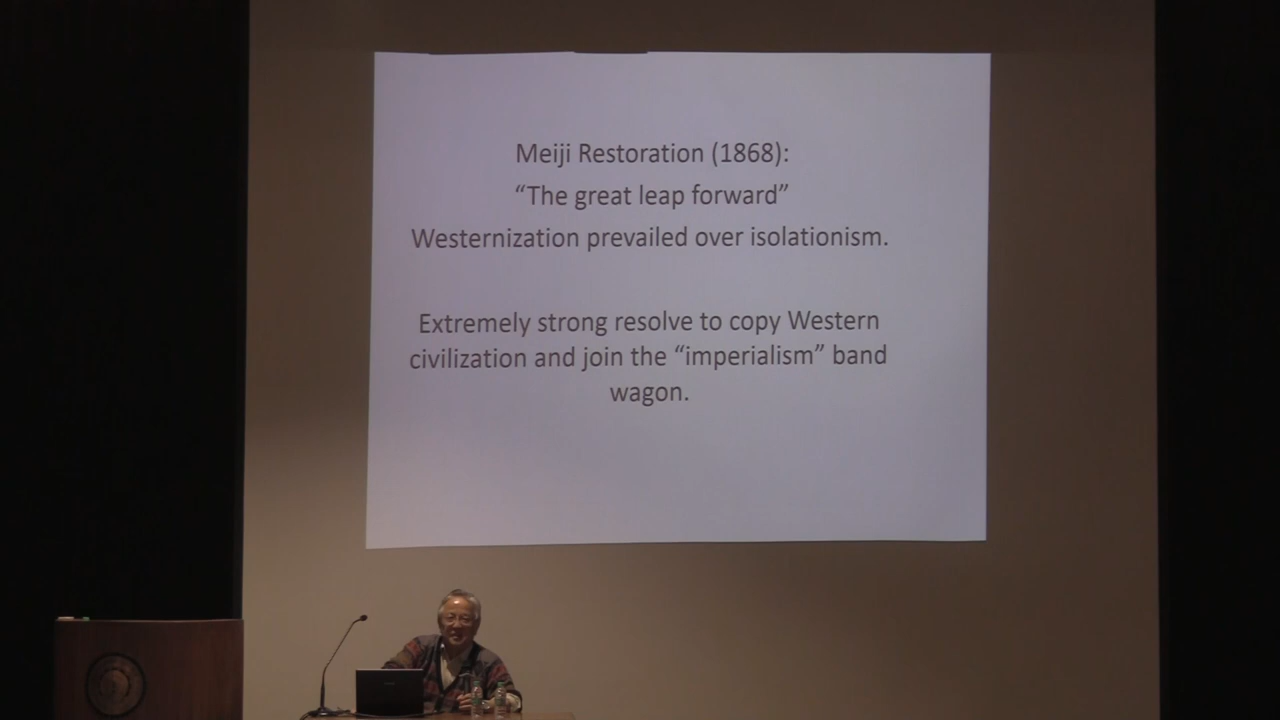 Meiji Restoration (1868):
“The great leap forward”
Westernization prevailed over isolationism.
Extremely strong resolve to copy Western
civilization and join the “imperialism” band
wagon.